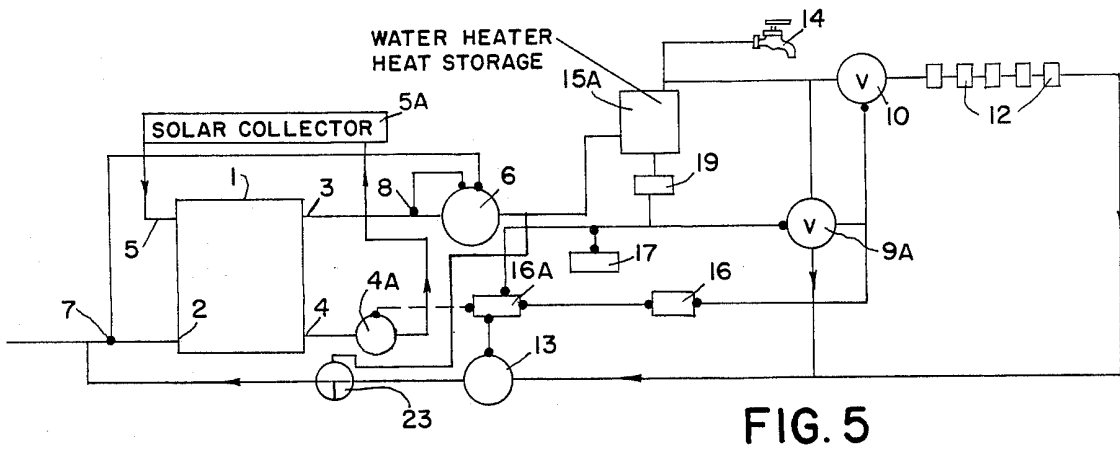 14
WATER HEATER
HEAT STORAGE
15A
V
10
12
5A
SOLAR COLLECTOR
1
3
8
6
19
5
V
9A
17
16A
16
4A
7
2
4
13
23
FIG. 5